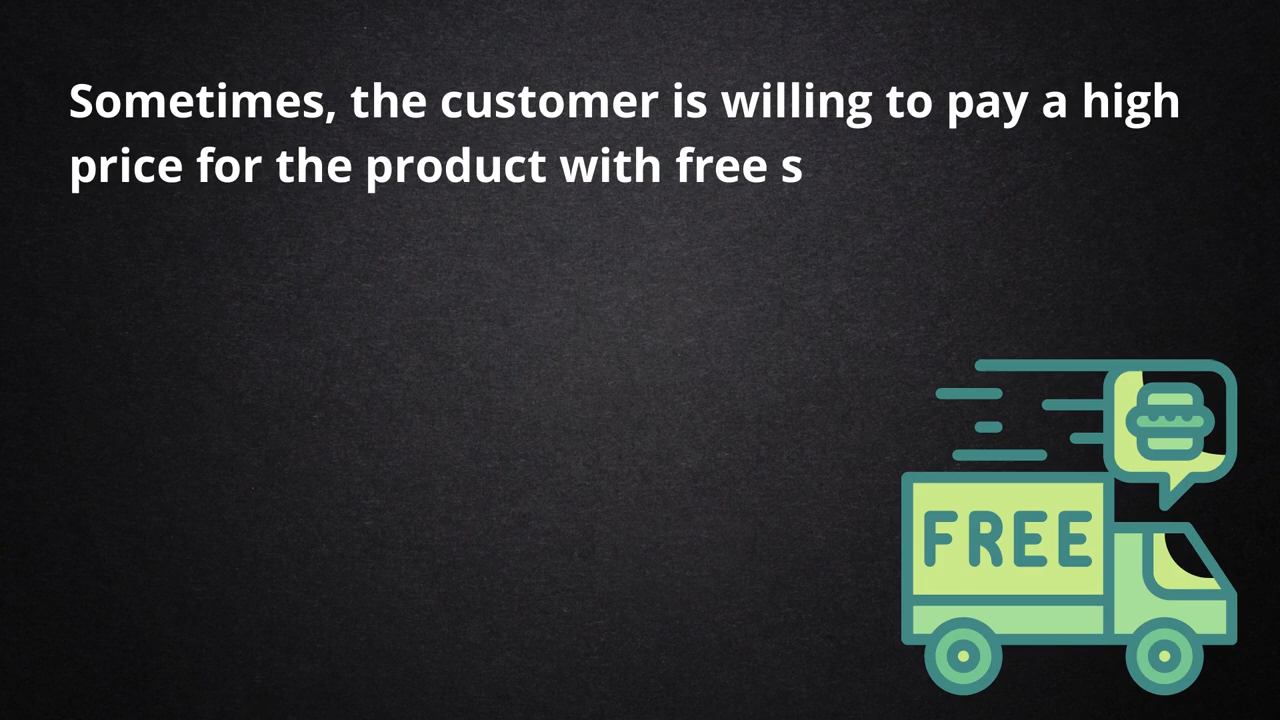 Sometimes, the customer is willing to pay a high
price for the product with free s
FREE